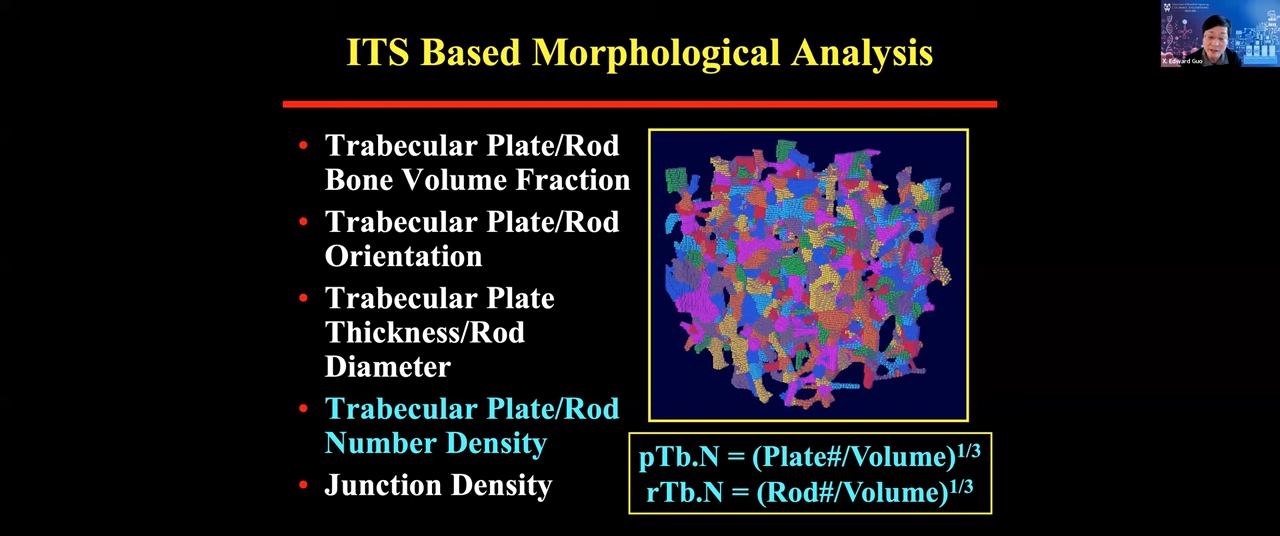 ITS Based Morphological Analysis
• Trabecular Plate/Rod
Bone Volume Fraction
• Trabecular Plate/Rod
Orientation
• Trabecular Plate
Thickness/Rod
Diameter
• Trabecular Plate/Rod
Number Density
• Junction Density
pTb.N = (Plate#/Volume)^1/3
rTb.N = (Rod#/Volume)^1/3
X. Edward Guo